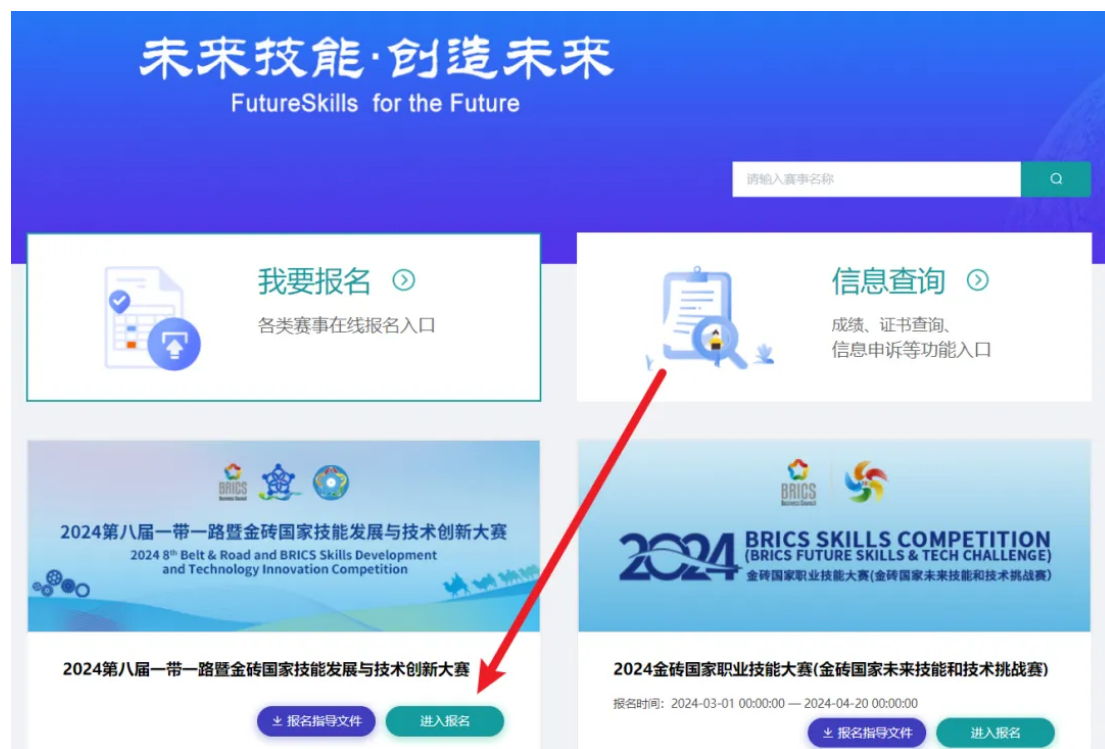 未来技能·创造未来
FutureSkills for the Future
请输入赛事名称
我要报名
各类赛事在线报名入口
信息查询
成绩、证书查询、
信息申诉等功能入口
BRICS
Business Council
2024第八届一带一路暨金砖国家技能发展与技术创新大赛
2024 8th Belt & Road and BRICS Skills Development
and Technology Innovation Competition
2024第八届一带一路暨金砖国家技能发展与技术创新大赛
报名指导文件
进入报名
BRICS
Business Council
2024
BRICS SKILLS COMPETITION
(BRICS FUTURE SKILLS & TECH CHALLENGE)
金砖国家职业技能大赛(金砖国家未来技能和技术挑战赛)
2024金砖国家职业技能大赛(金砖国家未来技能和技术挑战赛)
报名时间：2024-03-01 00:00:00 — 2024-04-20 00:00:00
报名指导文件
进入报名